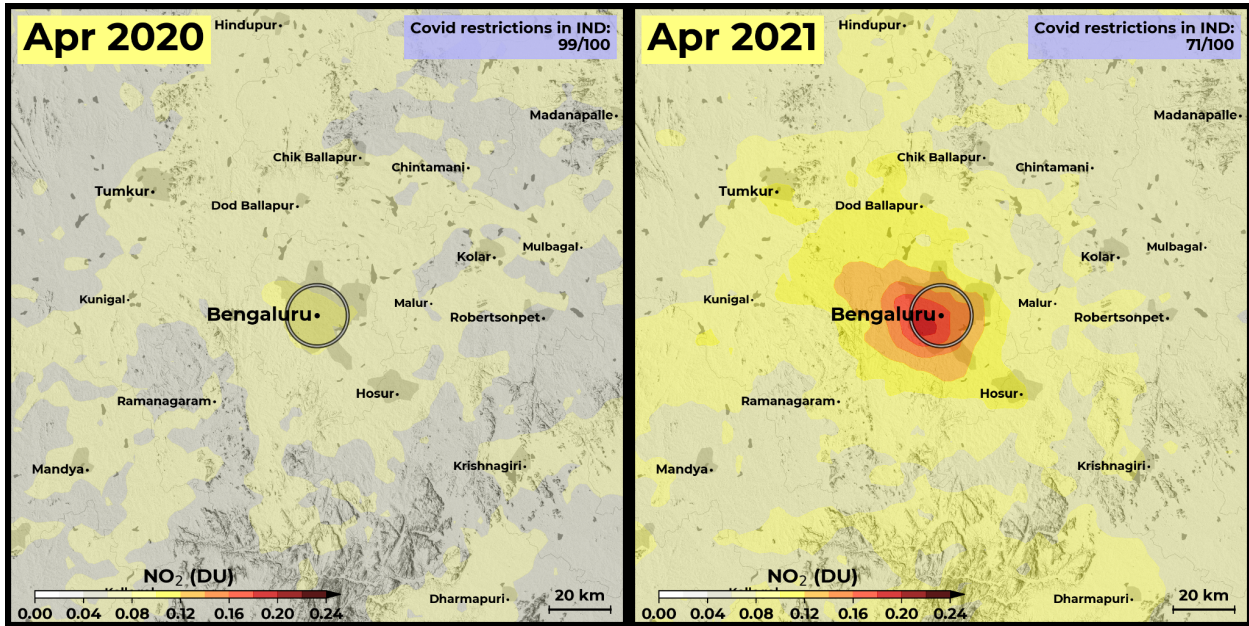 Apr 2020
Covid restrictions in IND:
99/100
Hindupur
Madanapalle
Chik Ballapur
Chintamani
Tumkur
Dod Ballapur
Mulbagal
Kolar
Kunigal
Malur
Bengaluru
Robertsonpet
Hosur
Ramanagaram
Krishnagiri
Mandya
NO₂ (DU)
0.00 0.04 0.08 0.12 0.16 0.20 0.24
20 km
Dharmapuri
Apr 2021
Covid restrictions in IND:
71/100
Hindupur
Madanapalle
Chik Ballapur
Chintamani
Tumkur
Dod Ballapur
Mulbagal
Kolar
Kunigal
Malur
Bengaluru
Robertsonpet
Hosur
Ramanagaram
Krishnagiri
Mandya
NO₂ (DU)
0.00 0.04 0.08 0.12 0.16 0.20 0.24
20 km
Dharmapuri